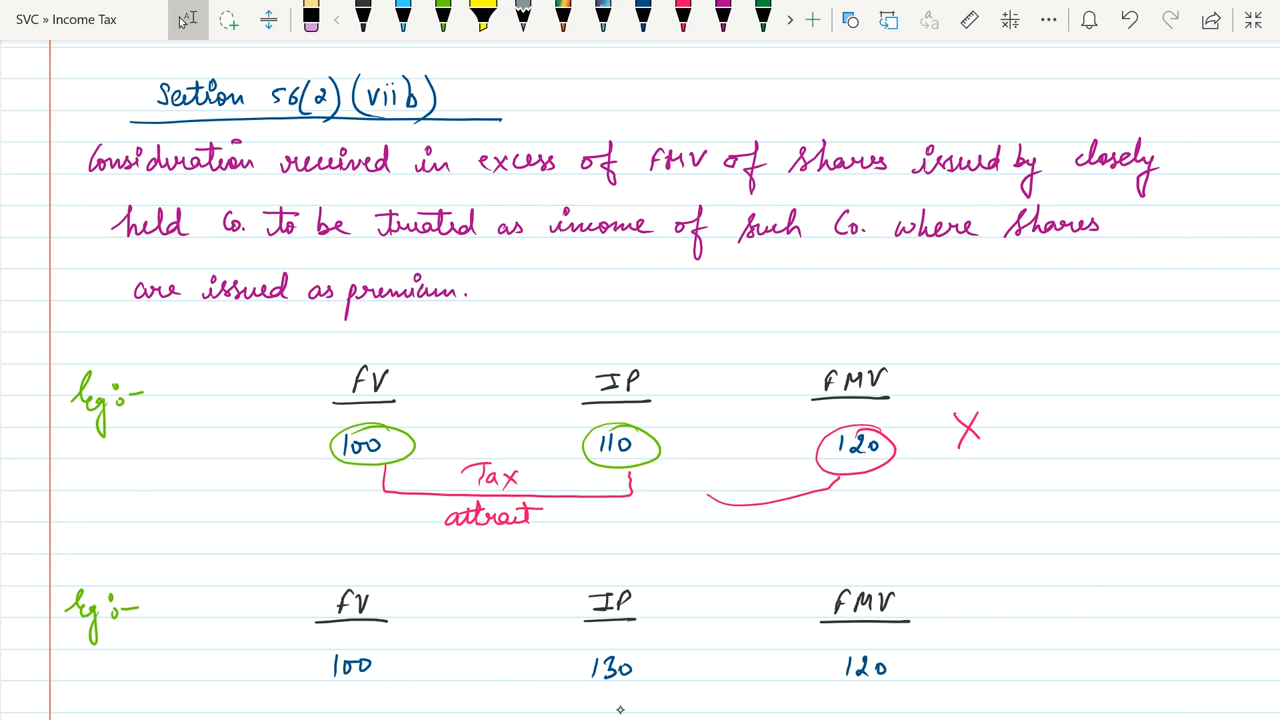 SVC » Income Tax
Section 56(2)(viib)
Consideration received in excess of FMV of shares issued by closely
held Co. to be treated as income of such Co. where shares
are issued as premium.
Eg:- FV IP FMV
100 110 120 X
Tax
attract
Eg:- FV IP FMV
100 130 120